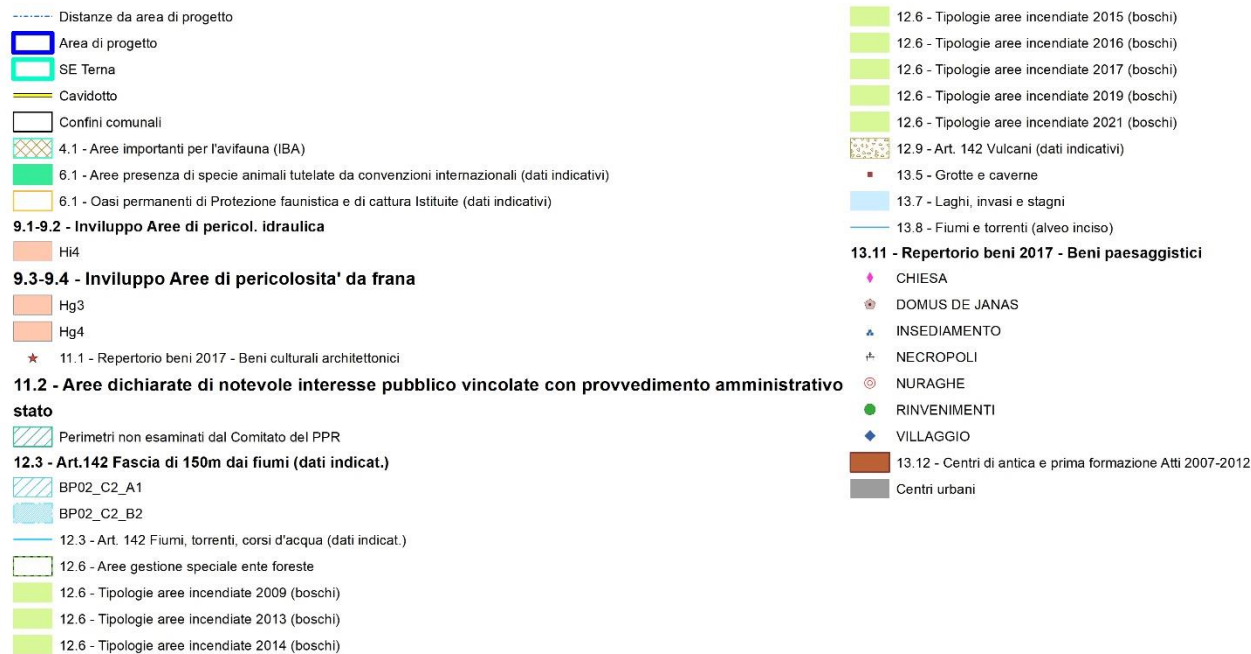 Distanze da area di progetto
Area di progetto
SE Terna
Cavidotto
Confini comunali
4.1 - Aree importanti per l'avifauna (IBA)
6.1 - Aree presenza di specie animali tutelate da convenzioni internazionali (dati indicativi)
6.1 - Oasi permanenti di Protezione faunistica e di cattura Istituite (dati indicativi)
9.1-9.2 - Inviluppo Aree di pericol. idraulica
Hi4
9.3-9.4 - Inviluppo Aree di pericolosita' da frana
Hg3
Hg4
11.1 - Repertorio beni 2017 - Beni culturali architettonici
11.2 - Aree dichiarate di notevole interesse pubblico vincolate con provvedimento amministrativo
stato
Perimetri non esaminati dal Comitato del PPR
12.3 - Art.142 Fascia di 150m dai fiumi (dati indicat.)
BP02_C2_A1
BP02_C2_B2
12.3 - Art. 142 Fiumi, torrenti, corsi d'acqua (dati indicat.)
12.6 - Aree gestione speciale ente foreste
12.6 - Tipologie aree incendiate 2009 (boschi)
12.6 - Tipologie aree incendiate 2013 (boschi)
12.6 - Tipologie aree incendiate 2014 (boschi)
12.6 - Tipologie aree incendiate 2015 (boschi)
12.6 - Tipologie aree incendiate 2016 (boschi)
12.6 - Tipologie aree incendiate 2017 (boschi)
12.6 - Tipologie aree incendiate 2019 (boschi)
12.6 - Tipologie aree incendiate 2021 (boschi)
12.9 - Art. 142 Vulcani (dati indicativi)
13.5 - Grotte e caverne
13.7 - Laghi, invasi e stagni
13.8 - Fiumi e torrenti (alveo inciso)
13.11 - Repertorio beni 2017 - Beni paesaggistici
CHIESA
DOMUS DE JANAS
INSEDIAMENTO
NECROPOLI
NURAGHE
RINVENIMENTI
VILLAGGIO
13.12 - Centri di antica e prima formazione Atti 2007-2012
Centri urbani